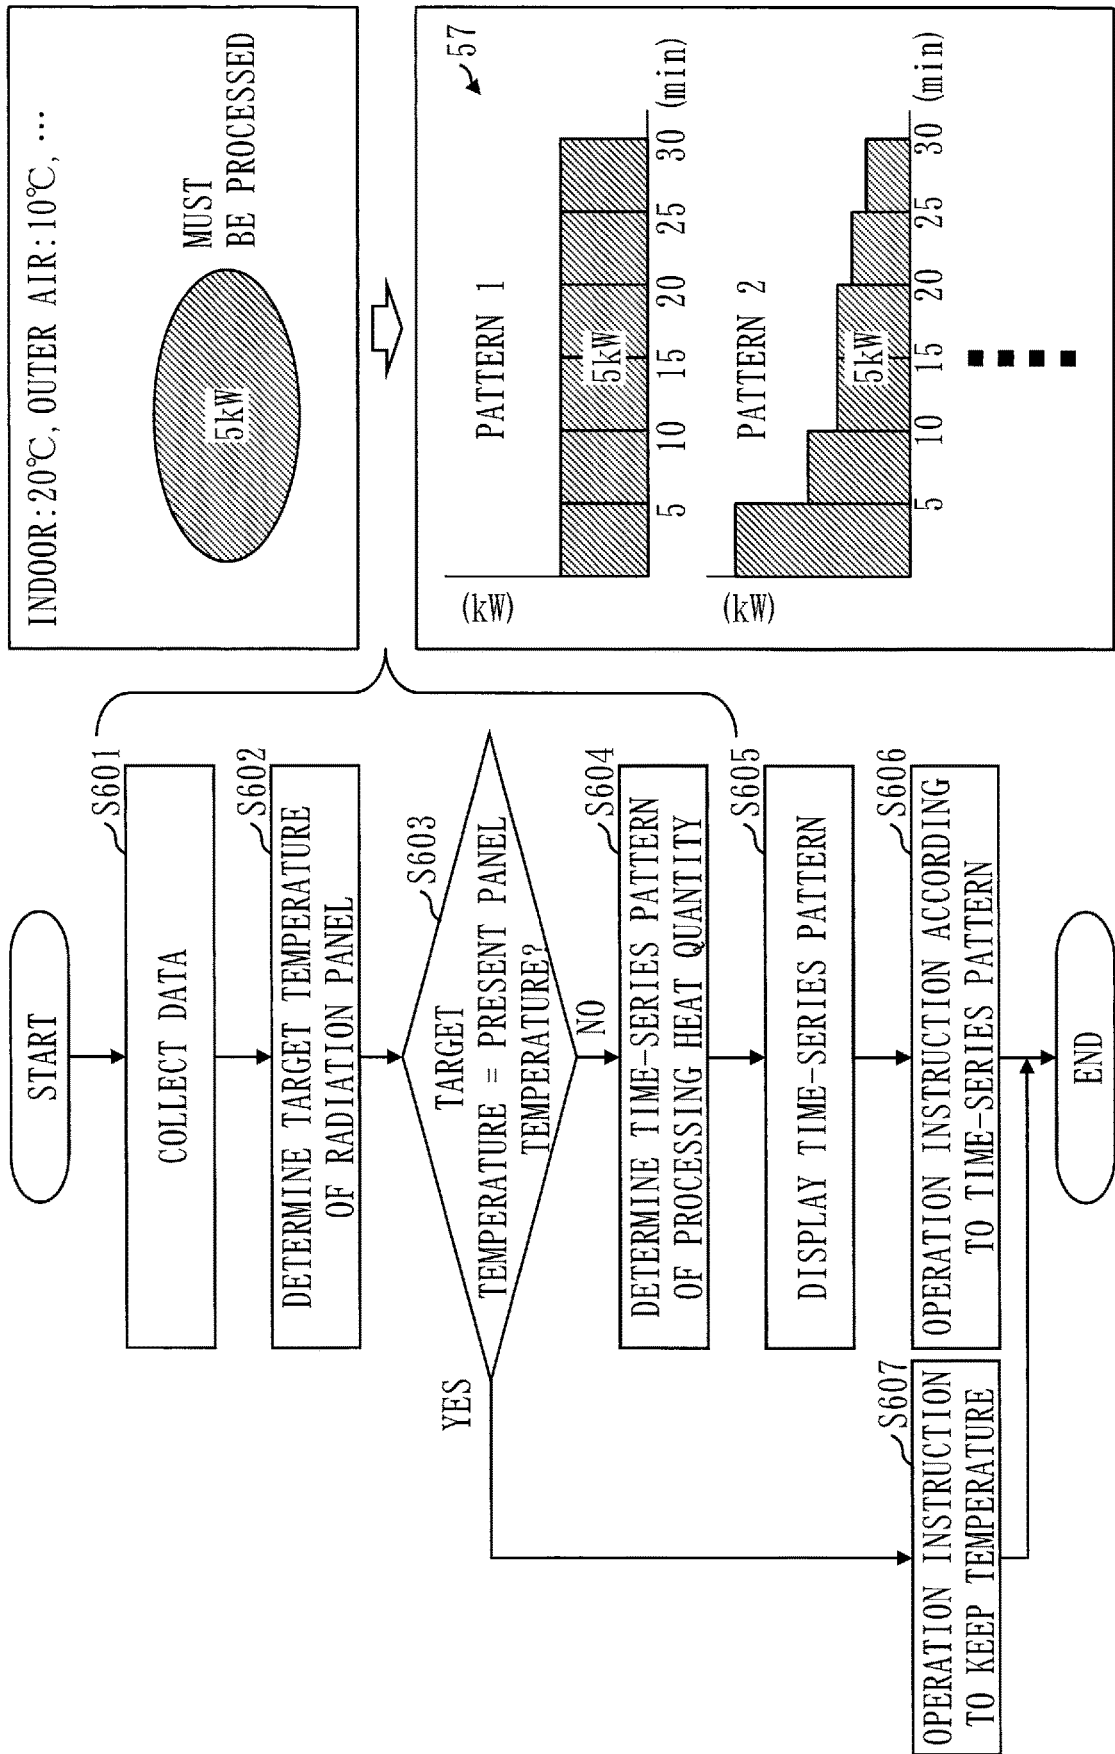 START
S601
COLLECT DATA
S602
DETERMINE TARGET TEMPERATURE
OF RADIATION PANEL
S603
TARGET
TEMPERATURE = PRESENT PANEL
TEMPERATURE?
YES
NO
S604
DETERMINE TIME-SERIES PATTERN
OF PROCESSING HEAT QUANTITY
S605
DISPLAY TIME-SERIES PATTERN
S606
OPERATION INSTRUCTION ACCORDING
TO TIME-SERIES PATTERN
S607
OPERATION INSTRUCTION
TO KEEP TEMPERATURE
END
INDOOR:20℃, OUTER AIR:10℃, ...
5kW
MUST
BE PROCESSED
57
(kW)
PATTERN 1
5kW
5 10 15 20 25 30 (min)
(kW)
PATTERN 2
5kW
5 10 15 20 25 30 (min)